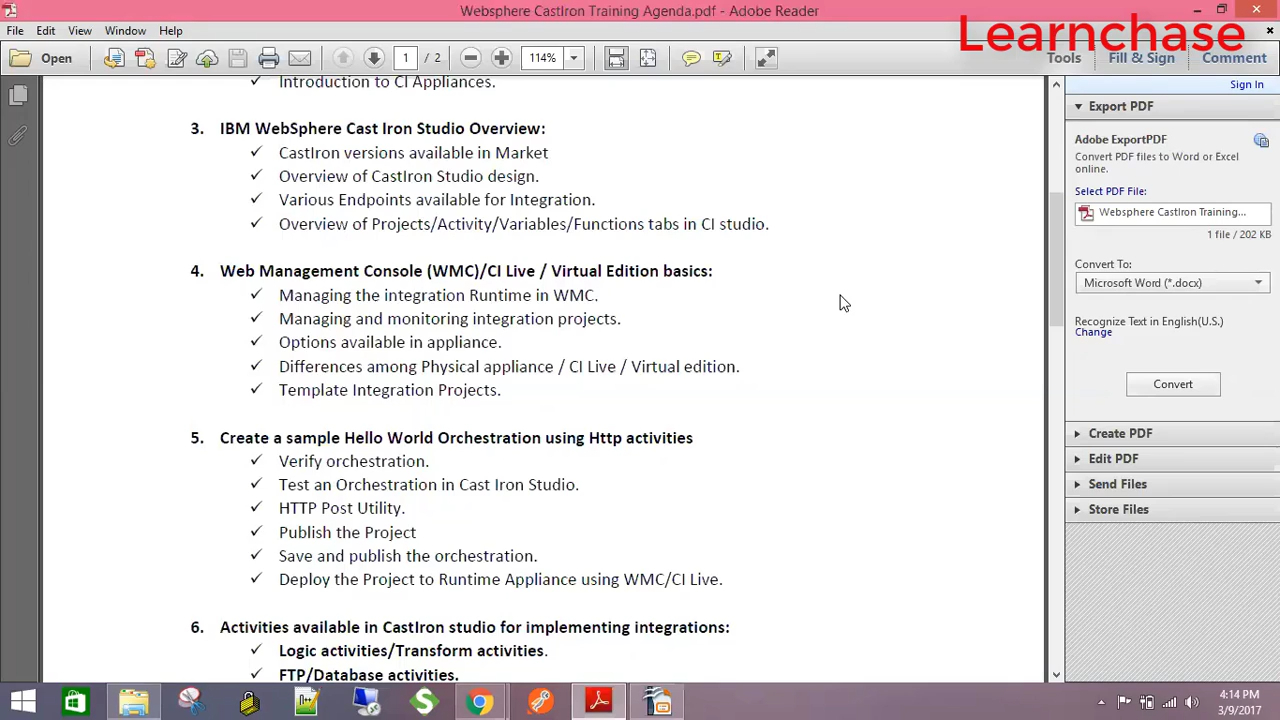 Websphere CastIron Training Agenda.pdf - Adobe Reader
Learnchase
File Edit View Window Help
Open 1 / 2 114% Tools Fill & Sign Comment
Sign In
✓ Introduction to CI Appliances.
3. IBM WebSphere Cast Iron Studio Overview:
✓ CastIron versions available in Market
✓ Overview of CastIron Studio design.
✓ Various Endpoints available for Integration.
✓ Overview of Projects/Activity/Variables/Functions tabs in CI studio.
4. Web Management Console (WMC)/CI Live / Virtual Edition basics:
✓ Managing the integration Runtime in WMC.
✓ Managing and monitoring integration projects.
✓ Options available in appliance.
✓ Differences among Physical appliance / CI Live / Virtual edition.
✓ Template Integration Projects.
5. Create a sample Hello World Orchestration using Http activities
✓ Verify orchestration.
✓ Test an Orchestration in Cast Iron Studio.
✓ HTTP Post Utility.
✓ Publish the Project
✓ Save and publish the orchestration.
✓ Deploy the Project to Runtime Appliance using WMC/CI Live.
6. Activities available in CastIron studio for implementing integrations:
✓ Logic activities/Transform activities.
✓ FTP/Database activities.
Export PDF
Adobe ExportPDF
Convert PDF files to Word or Excel
online.
Select PDF File:
Websphere CastIron Training...
1 file / 202 KB
Convert To:
Microsoft Word (*.docx)
Recognize Text in English(U.S.)
Change
Convert
Create PDF
Edit PDF
Send Files
Store Files
4:14 PM
3/9/2017